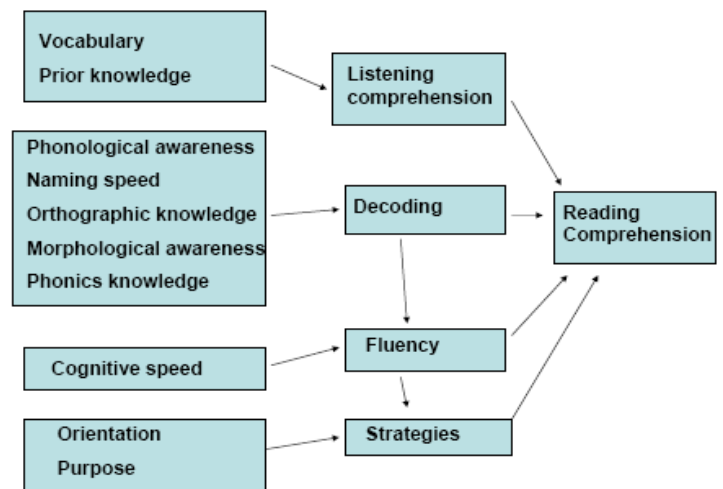 Vocabulary
Prior knowledge
Listening
comprehension
Phonological awareness
Naming speed
Orthographic knowledge
Morphological awareness
Phonics knowledge
Decoding
Reading
Comprehension
Cognitive speed
Fluency
Orientation
Purpose
Strategies